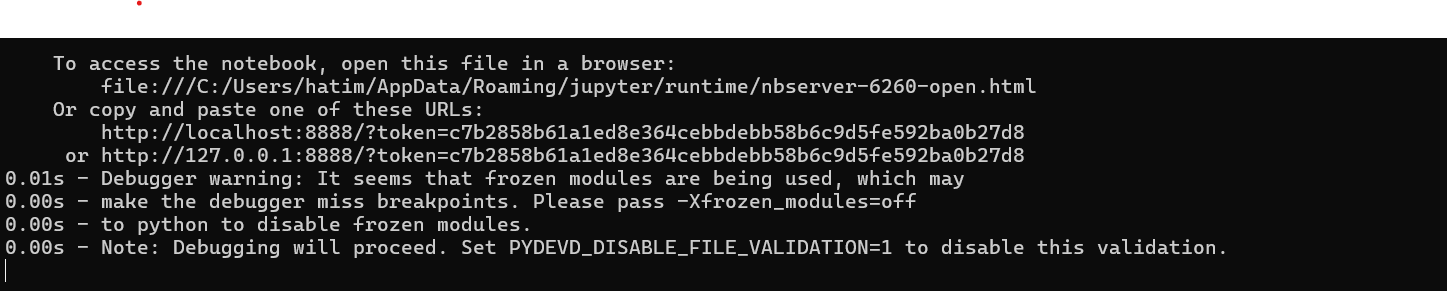 To access the notebook, open this file in a browser:
file:///C:/Users/hatim/AppData/Roaming/jupyter/runtime/nbserver-6260-open.html
Or copy and paste one of these URLs:
http://localhost:8888/?token=c7b2858b61a1ed8e364cebbdebb58b6c9d5fe592ba0b27d8
or http://127.0.0.1:8888/?token=c7b2858b61a1ed8e364cebbdebb58b6c9d5fe592ba0b27d8
0.01s - Debugger warning: It seems that frozen modules are being used, which may
0.00s - make the debugger miss breakpoints. Please pass -Xfrozen_modules=off
0.00s - to python to disable frozen modules.
0.00s - Note: Debugging will proceed. Set PYDEVD_DISABLE_FILE_VALIDATION=1 to disable this validation.